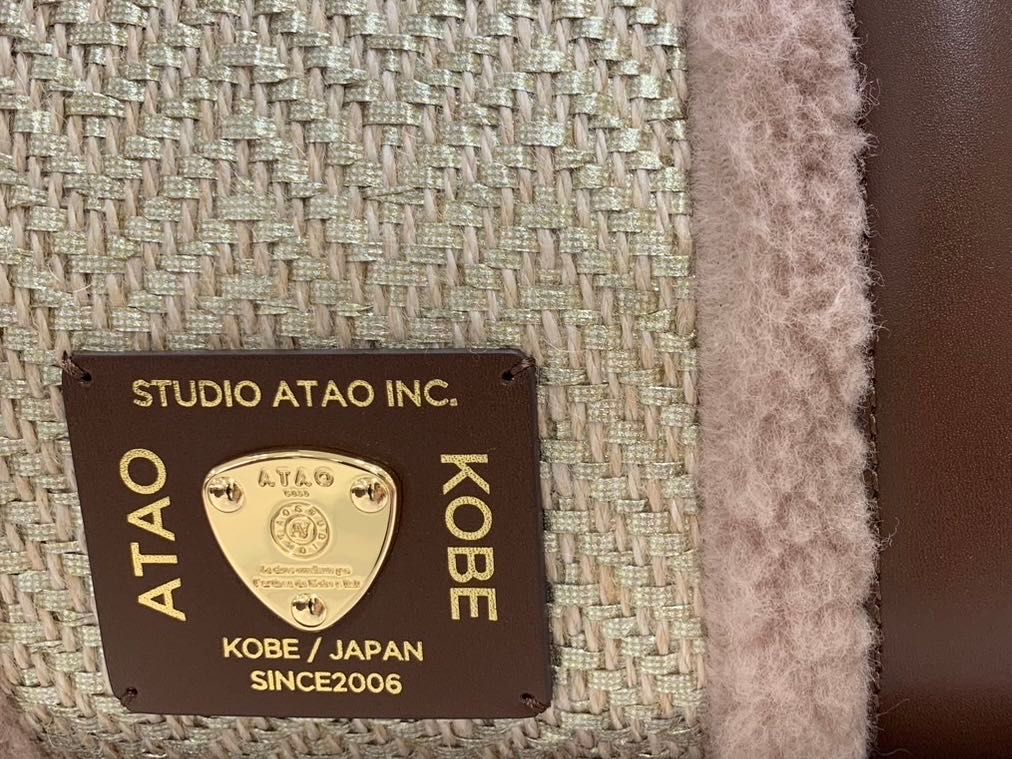 STUDIO ATAO INC.
ATAO
KOBE
ATAO
KOBE / JAPAN
SINCE2006